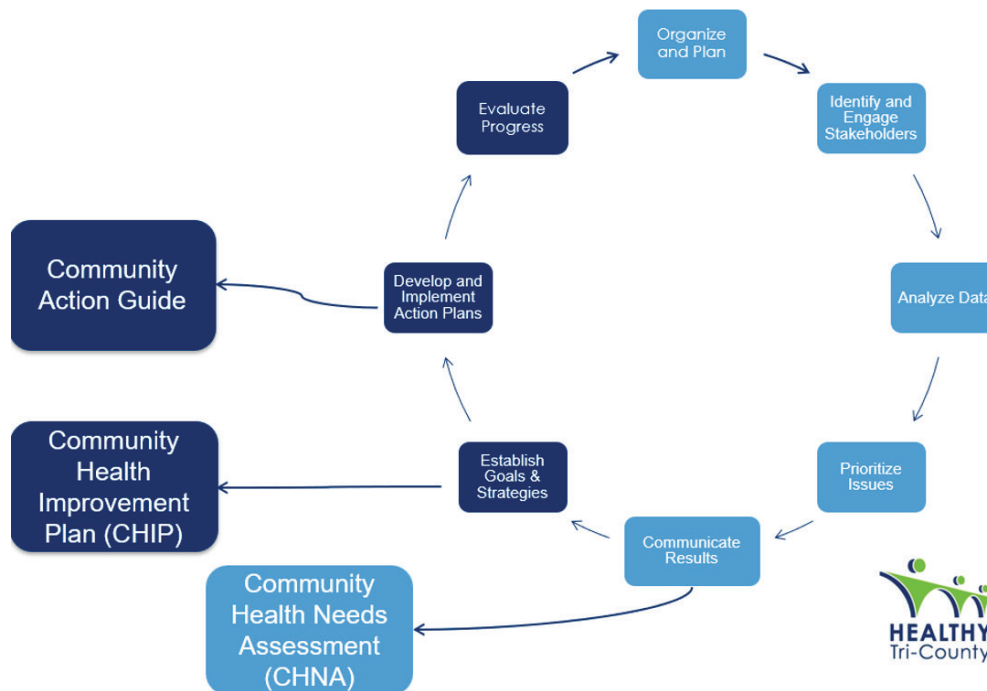 Organize
and Plan
Identify and
Engage
Stakeholders
Analyze Data
Prioritize
Issues
Communicate
Results
Establish
Goals &
Strategies
Develop and
Implement
Action Plans
Evaluate
Progress
Community
Action Guide
Community
Health
Improvement
Plan (CHIP)
Community
Health Needs
Assessment
(CHNA)
HEALTHY
Tri-County